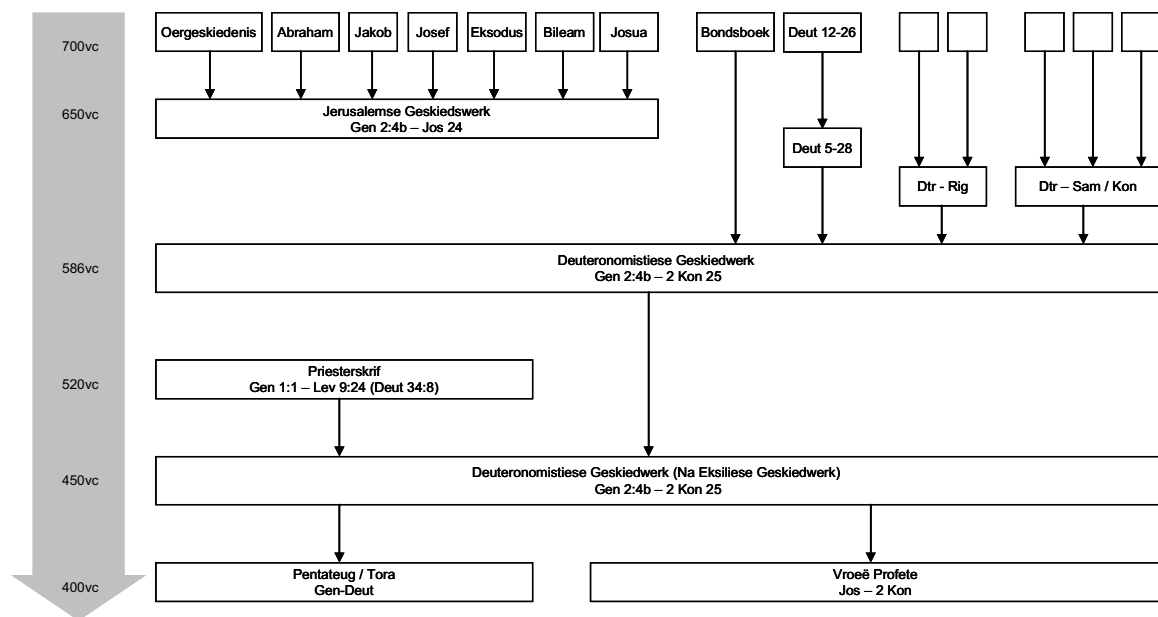 700vc
Oergeskiedenis
Abraham
Jakob
Josef
Eksodus
Bileam
Josua
Bondsboek
Deut 12-26
650vc
Jerusalemse Geskiedswerk
Gen 2:4b – Jos 24
Deut 5-28
Dtr - Rig
Dtr – Sam / Kon
586vc
Deuteronomistiese Geskiedwerk
Gen 2:4b – 2 Kon 25
520vc
Priesterskrif
Gen 1:1 – Lev 9:24 (Deut 34:8)
450vc
Deuteronomistiese Geskiedwerk (Na Eksiliese Geskiedwerk)
Gen 2:4b – 2 Kon 25
400vc
Pentateug / Tora
Gen-Deut
Vroeë Profete
Jos – 2 Kon